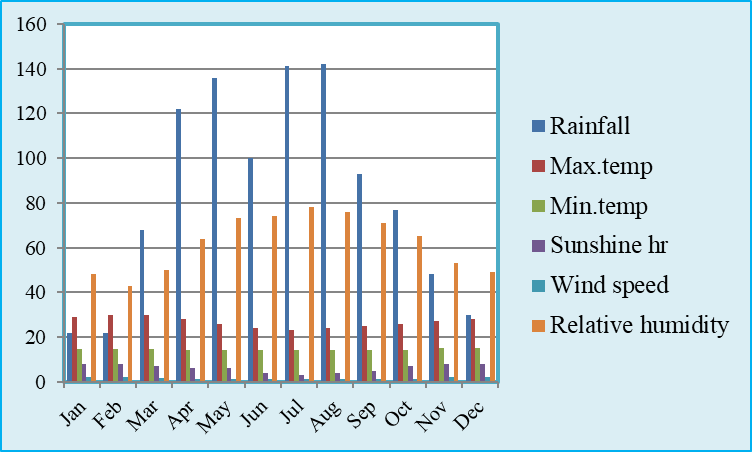 160
140
120
100
80
60
40
20
0
Jan Feb Mar Apr May Jun Jul Aug Sep Oct Nov Dec
Rainfall
Max.temp
Min.temp
Sunshine hr
Wind speed
Relative humidity